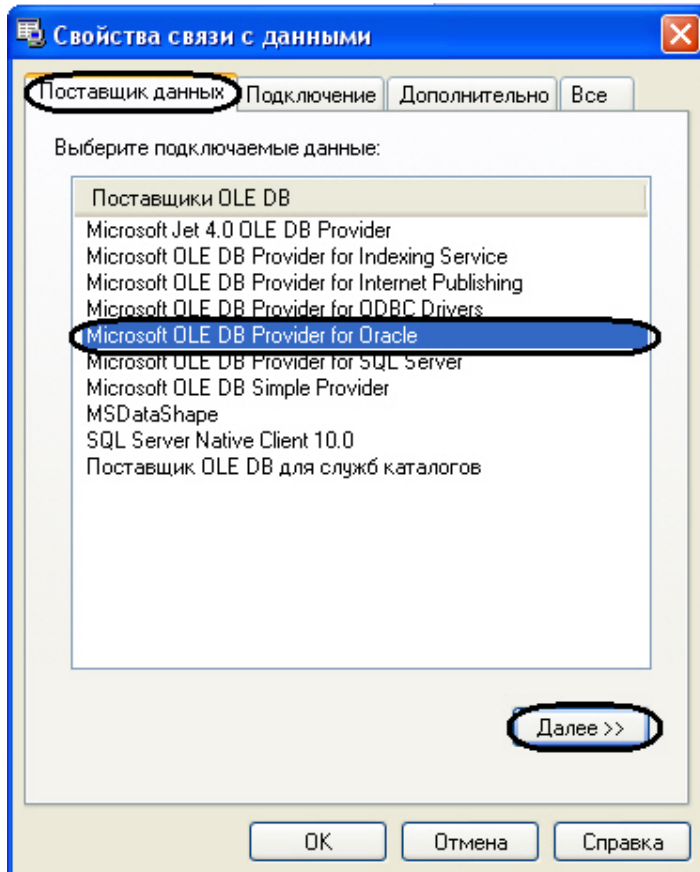 Свойства связи с данными
Поставщик данных Подключение Дополнительно Все
Выберите подключаемые данные:
Поставщики OLE DB
Microsoft Jet 4.0 OLE DB Provider
Microsoft OLE DB Provider for Indexing Service
Microsoft OLE DB Provider for Internet Publishing
Microsoft OLE DB Provider for ODBC Drivers
Microsoft OLE DB Provider for Oracle
Microsoft OLE DB Provider for SQL Server
Microsoft OLE DB Simple Provider
MSDataShape
SQL Server Native Client 10.0
Поставщик OLE DB для служб каталогов
Далее >>
OK Отмена Справка